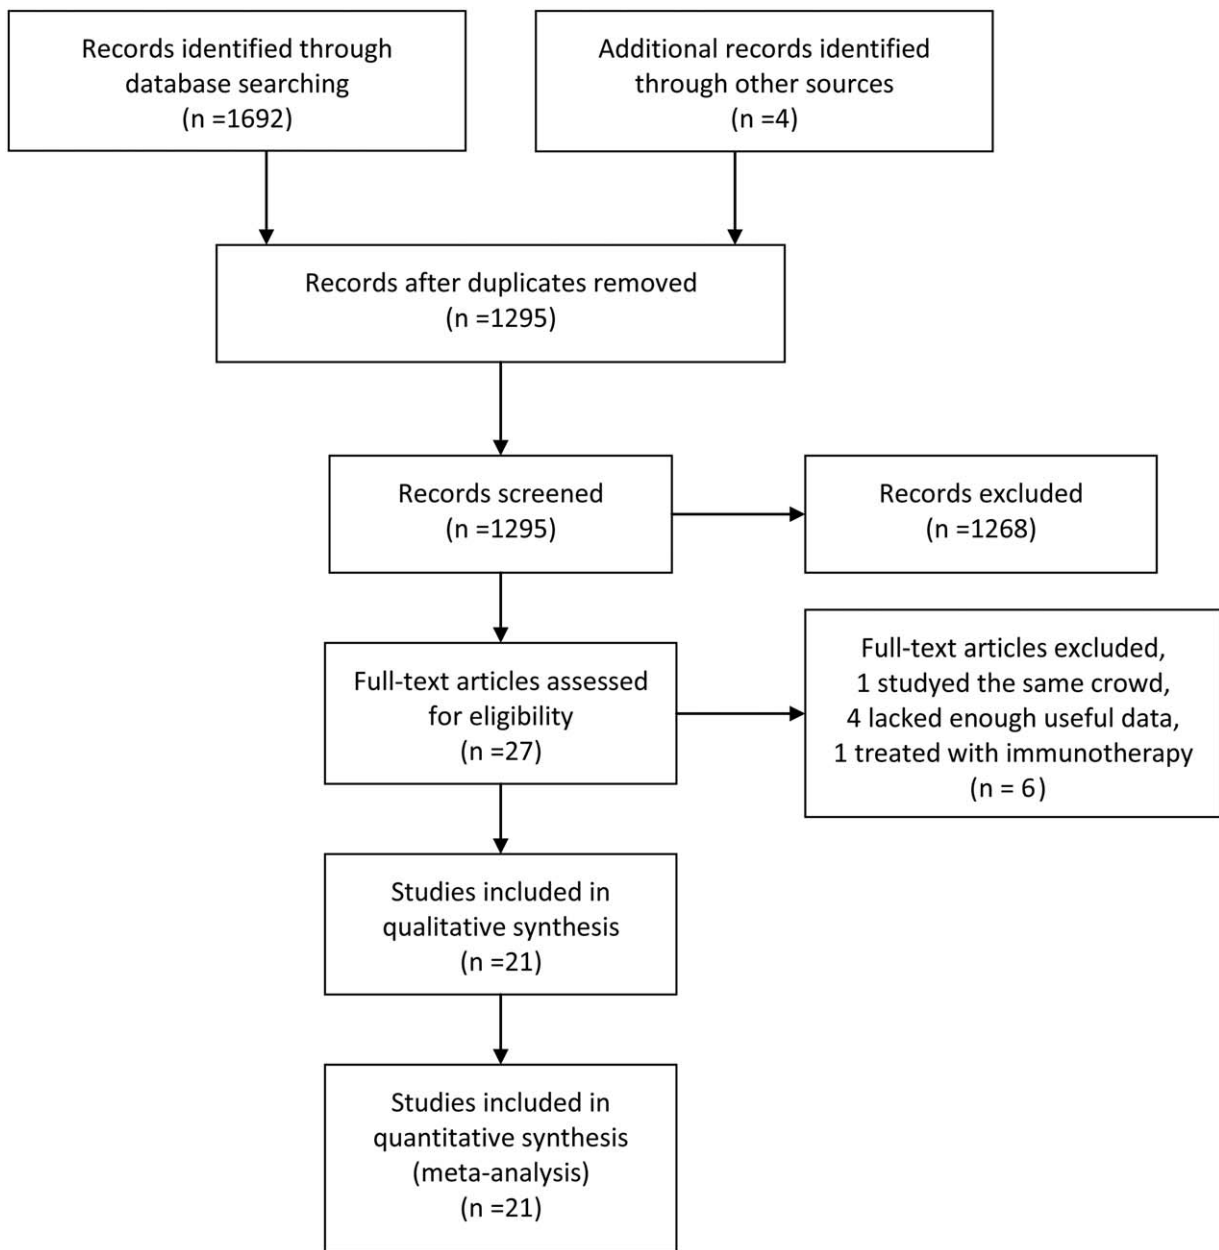 Records identified through
database searching
(n =1692)
Additional records identified
through other sources
(n =4)
Records after duplicates removed
(n =1295)
Records screened
(n =1295)
Records excluded
(n =1268)
Full-text articles assessed
for eligibility
(n =27)
Full-text articles excluded,
1 studied the same crowd,
4 lacked enough useful data,
1 treated with immunotherapy
(n = 6)
Studies included in
qualitative synthesis
(n =21)
Studies included in
quantitative synthesis
(meta-analysis)
(n =21)